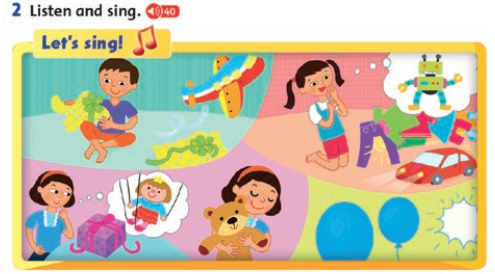 2 Listen and sing. 40
Let's sing!